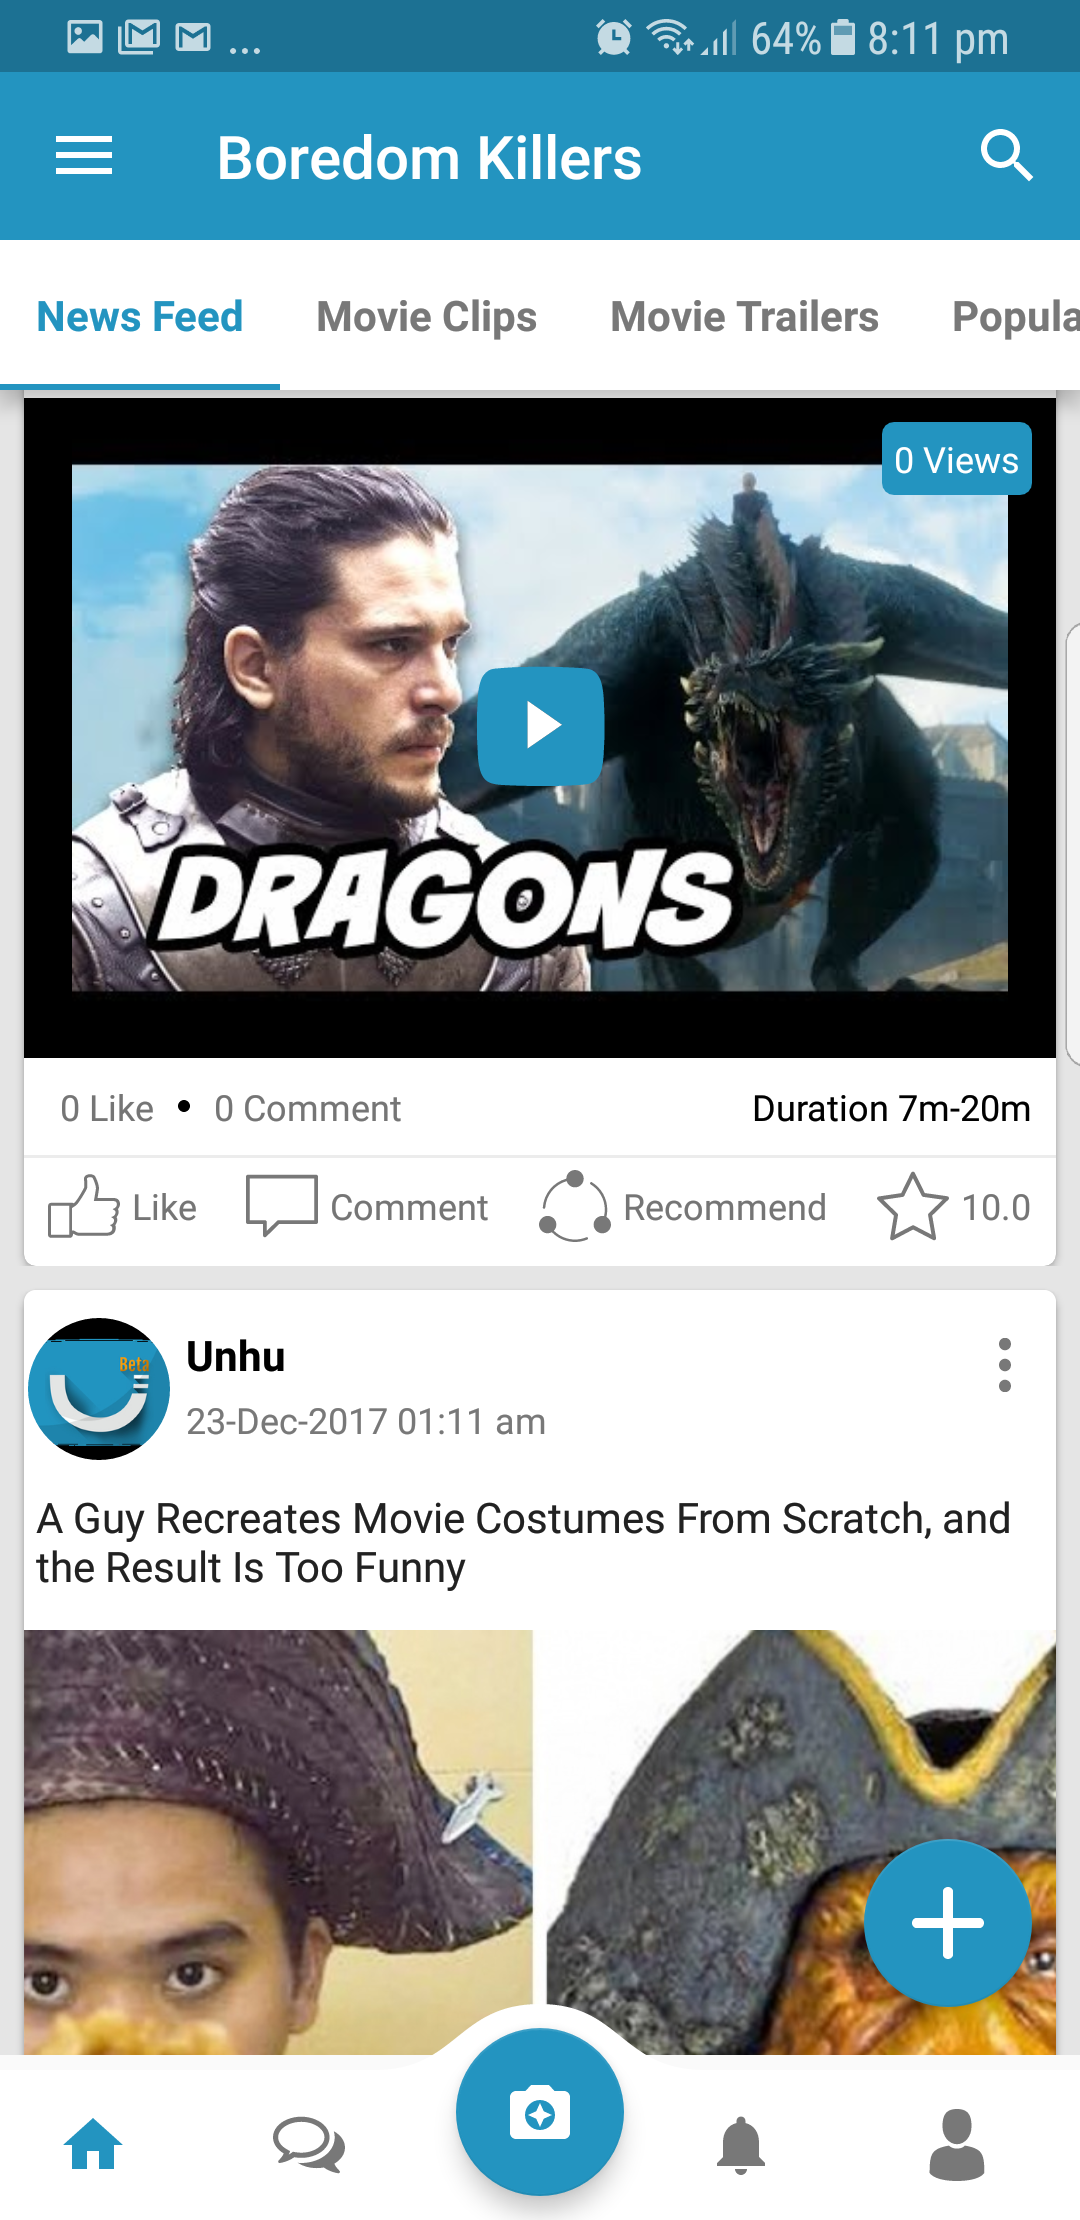 ... 64% 8:11 pm
Boredom Killers
News Feed Movie Clips Movie Trailers Popula
0 Views
DRAGONS
0 Like • 0 Comment Duration 7m-20m
Like Comment Recommend 10.0
Beta
Unhu
23-Dec-2017 01:11 am
A Guy Recreates Movie Costumes From Scratch, and
the Result Is Too Funny